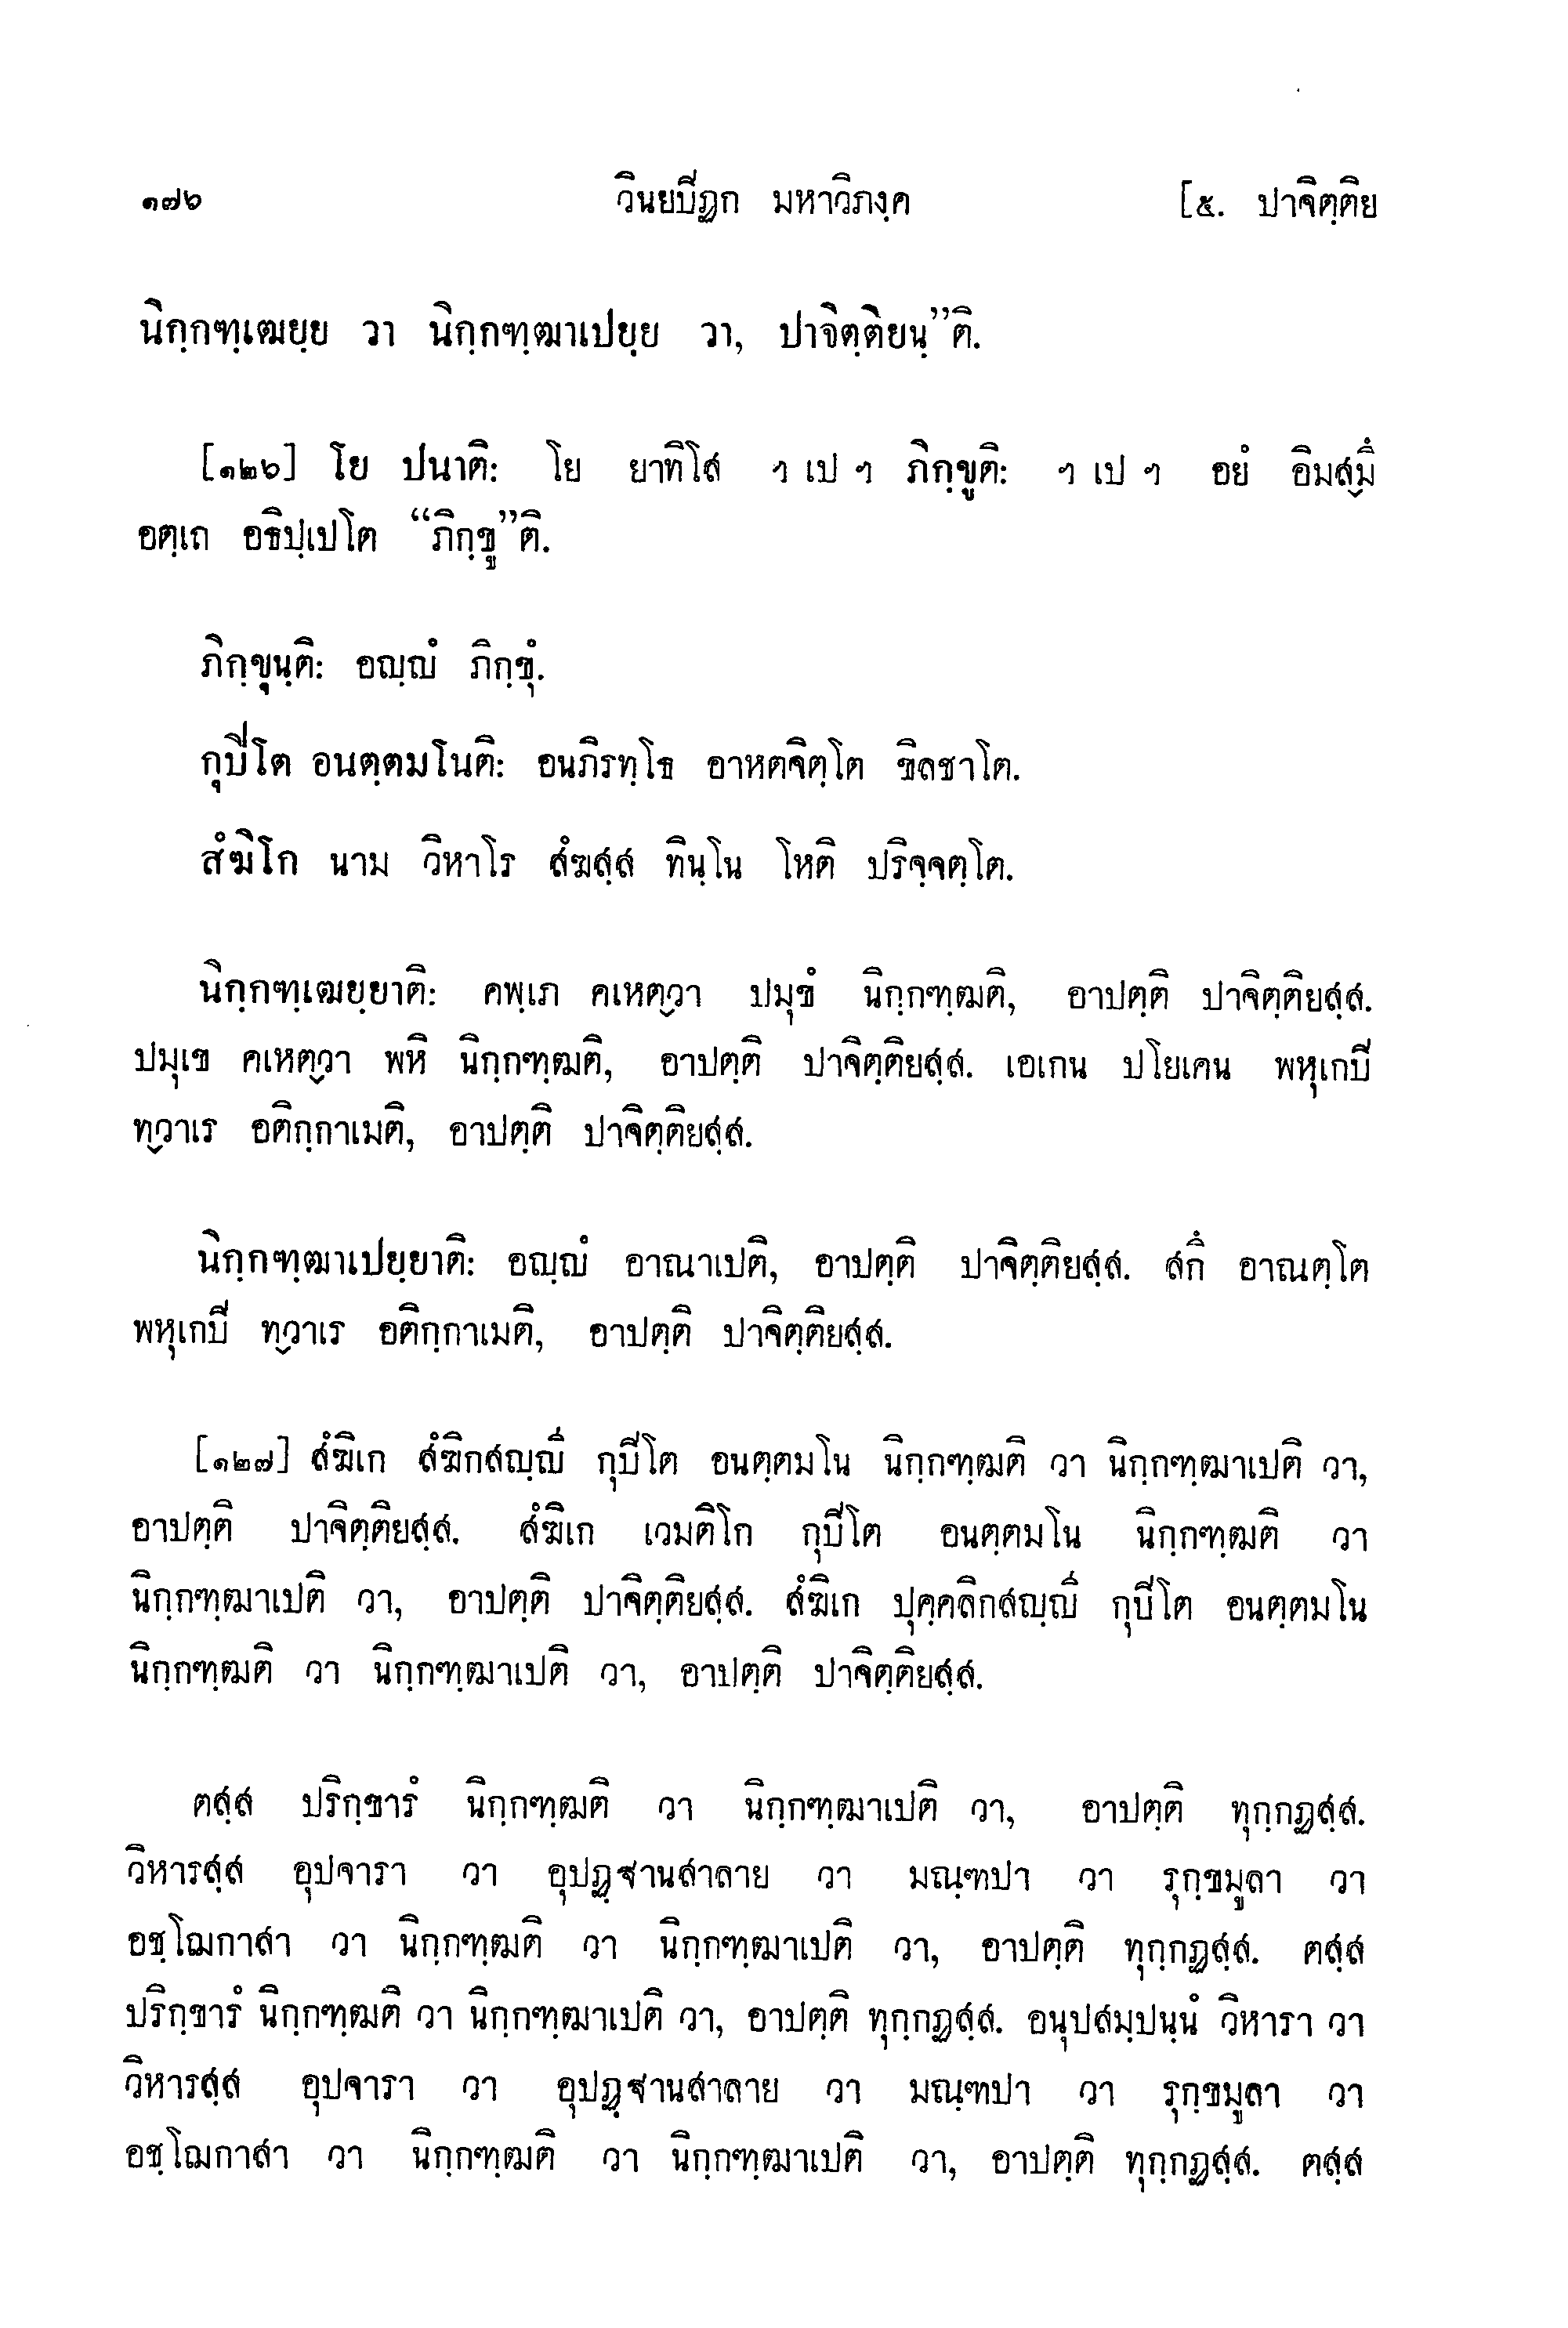 ๑๗๖ วินยปิฏก มหาวิภงฺค [๕. ปาจิตฺติย
นิกฺกฑฺเฒยฺย วา นิกฺกฑฺฒาเปยฺย วา, ปาจิตฺติยนฺ”ติ.
[๑๒๖] โย ปนาติ: โย ยาทิโส ฯ เป ฯ ภิกฺขูติ: ฯ เป ฯ อยํ อิมสฺมึ
อตฺเถ อธิปฺเปโต “ภิกฺขู”ติ.
ภิกฺขุนฺติ: อญฺญํ ภิกฺขุํ.
กุปิโต อนตฺตมโนติ: อนภิรทฺโธ อาหตจิตฺโต ขิลชาโต.
สํฆิโก นาม วิหาโร สํฆสฺส ทินฺโน โหติ ปริจฺจตฺโต.
นิกฺกฑฺเฒยฺยาติ: คพฺเภ คเหตฺวา ปมุขํ นิกฺกฑฺฒติ, อาปตฺติ ปาจิตฺติยสฺส.
ปมุเข คเหตฺวา พหิ นิกฺกฑฺฒติ, อาปตฺติ ปาจิตฺติยสฺส. เอเกน ปโยเคน พหุเกปิ
ทฺวาเร อติกฺกาเมติ, อาปตฺติ ปาจิตฺติยสฺส.
นิกฺกฑฺฒาเปยฺยาติ: อญฺญํ อาณาเปติ, อาปตฺติ ปาจิตฺติยสฺส. สกึ อาณตฺโต
พหุเกปิ ทฺวาเร อติกฺกาเมติ, อาปตฺติ ปาจิตฺติยสฺส.
[๑๒๗] สํฆิเก สํฆิกสญฺญี กุปิโต อนตฺตมโน นิกฺกฑฺฒติ วา นิกฺกฑฺฒาเปติ วา,
อาปตฺติ ปาจิตฺติยสฺส. สํฆิเก เวมติโก กุปิโต อนตฺตมโน นิกฺกฑฺฒติ วา
นิกฺกฑฺฒาเปติ วา, อาปตฺติ ปาจิตฺติยสฺส. สํฆิเก ปุคฺคลิกสญฺญี กุปิโต อนตฺตมโน
นิกฺกฑฺฒติ วา นิกฺกฑฺฒาเปติ วา, อาปตฺติ ปาจิตฺติยสฺส.
ตสฺส ปริกฺขารํ นิกฺกฑฺฒติ วา นิกฺกฑฺฒาเปติ วา, อาปตฺติ ทุกฺกฏสฺส.
วิหารสฺส อุปจารา วา อุปฏฺฐานสาลาย วา มณฺฑปา วา รุกฺขมูลา วา
อชฺโฌกาสา วา นิกฺกฑฺฒติ วา นิกฺกฑฺฒาเปติ วา, อาปตฺติ ทุกฺกฏสฺส. ตสฺส
ปริกฺขารํ นิกฺกฑฺฒติ วา นิกฺกฑฺฒาเปติ วา, อาปตฺติ ทุกฺกฏสฺส. อนุปสมฺปนฺนํ วิหารา วา
วิหารสฺส อุปจารา วา อุปฏฺฐานสาลาย วา มณฺฑปา วา รุกฺขมูลา วา
อชฺโฌกาสา วา นิกฺกฑฺฒติ วา นิกฺกฑฺฒาเปติ วา, อาปตฺติ ทุกฺกฏสฺส. ตสฺส